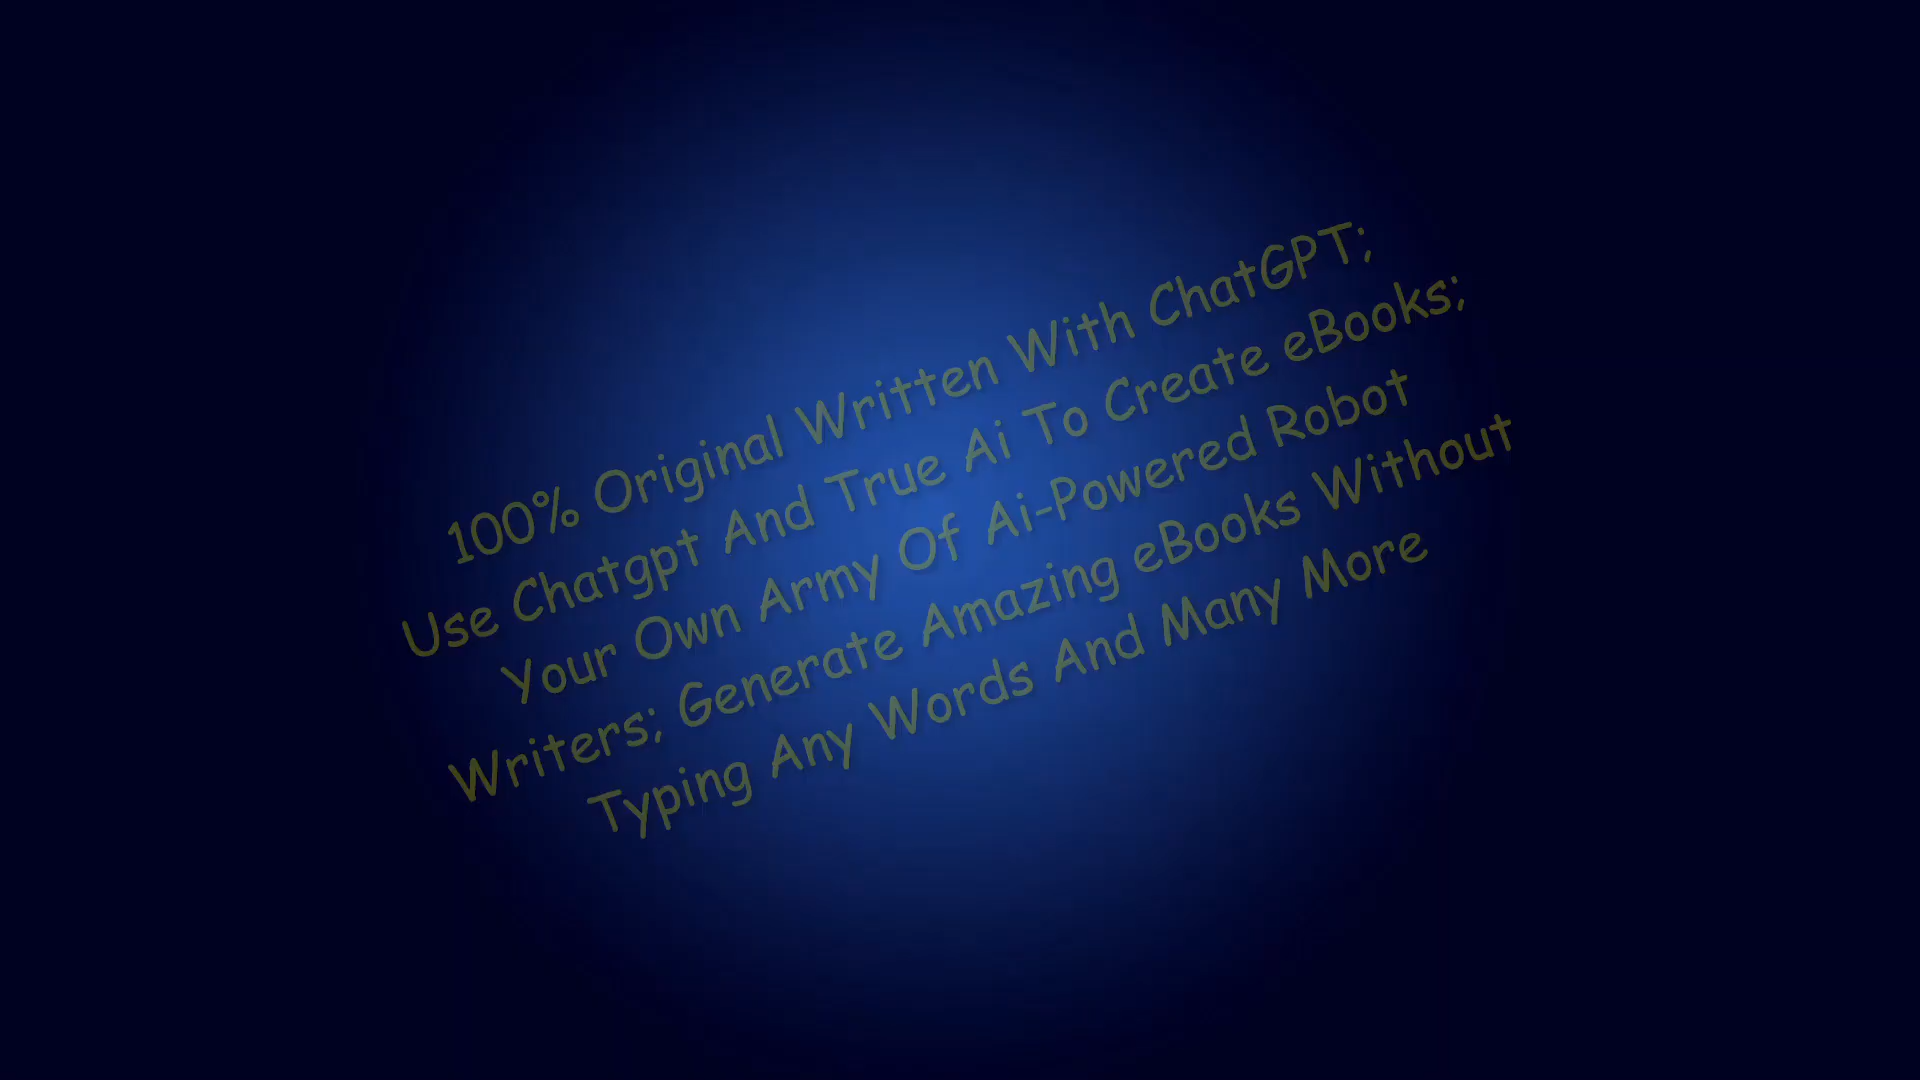 100% Original Written With ChatGPT;
Use Chatgpt And True Ai To Create eBooks;
Your Own Army Of Ai-Powered Robot
Writers; Generate Amazing eBooks Without
Typing Any Words And Many More